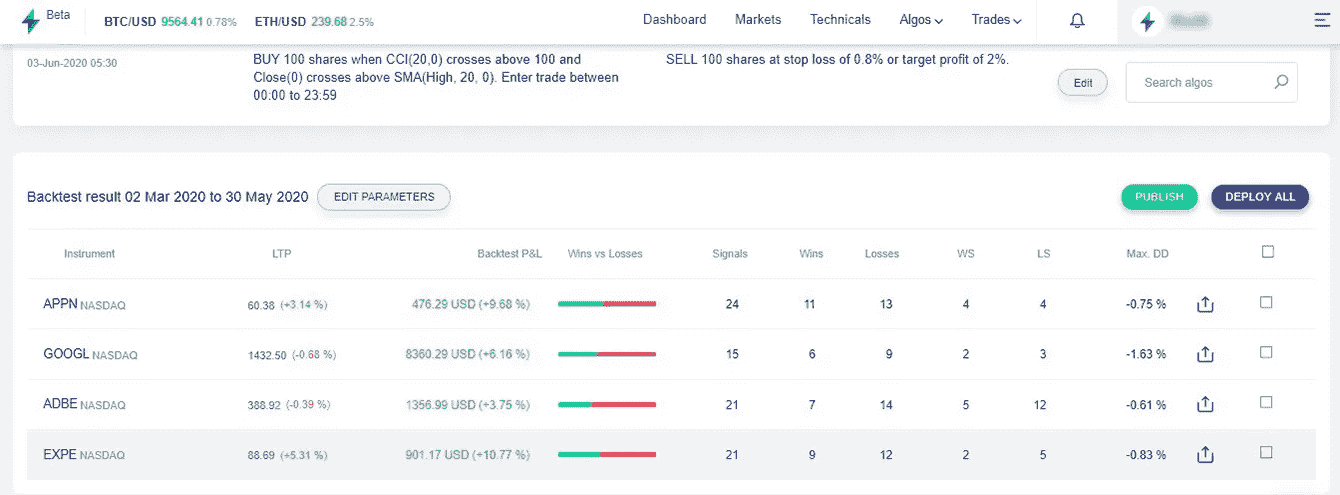 Beta BTC/USD 9564.41 0.78% ETH/USD 239.68 2.5% Dashboard Markets Technicals Algos Trades
03-Jun-2020 05:30
BUY 100 shares when CCI(20,0) crosses above 100 and
Close(0) crosses above SMA(High, 20, 0). Enter trade between
00:00 to 23:59
SELL 100 shares at stop loss of 0.8% or target profit of 2%.
Edit Search algos
Backtest result 02 Mar 2020 to 30 May 2020 EDIT PARAMETERS PUBLISH DEPLOY ALL
Instrument LTP Backtest P&L Wins vs Losses Signals Wins Losses WS LS Max. DD
APPN NASDAQ 60.38 (+3.14 %) 476.29 USD (+9.68 %) 24 11 13 4 4 -0.75 %
GOOGL NASDAQ 1432.50 (-0.68 %) 8360.29 USD (+6.16 %) 15 6 9 2 3 -1.63 %
ADBE NASDAQ 388.92 (-0.39 %) 1356.99 USD (+3.75 %) 21 7 14 5 12 -0.61 %
EXPE NASDAQ 88.69 (+5.31 %) 901.17 USD (+10.77 %) 21 9 12 2 5 -0.83 %